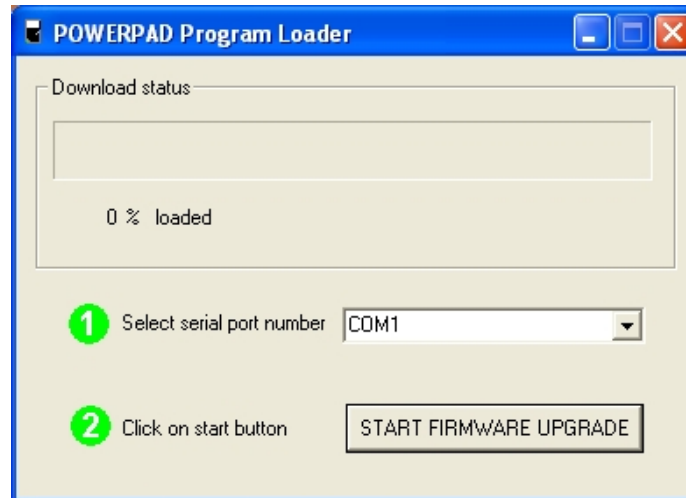 POWERPAD Program Loader
Download status
0 % loaded
1 Select serial port number COM1
2 Click on start button START FIRMWARE UPGRADE